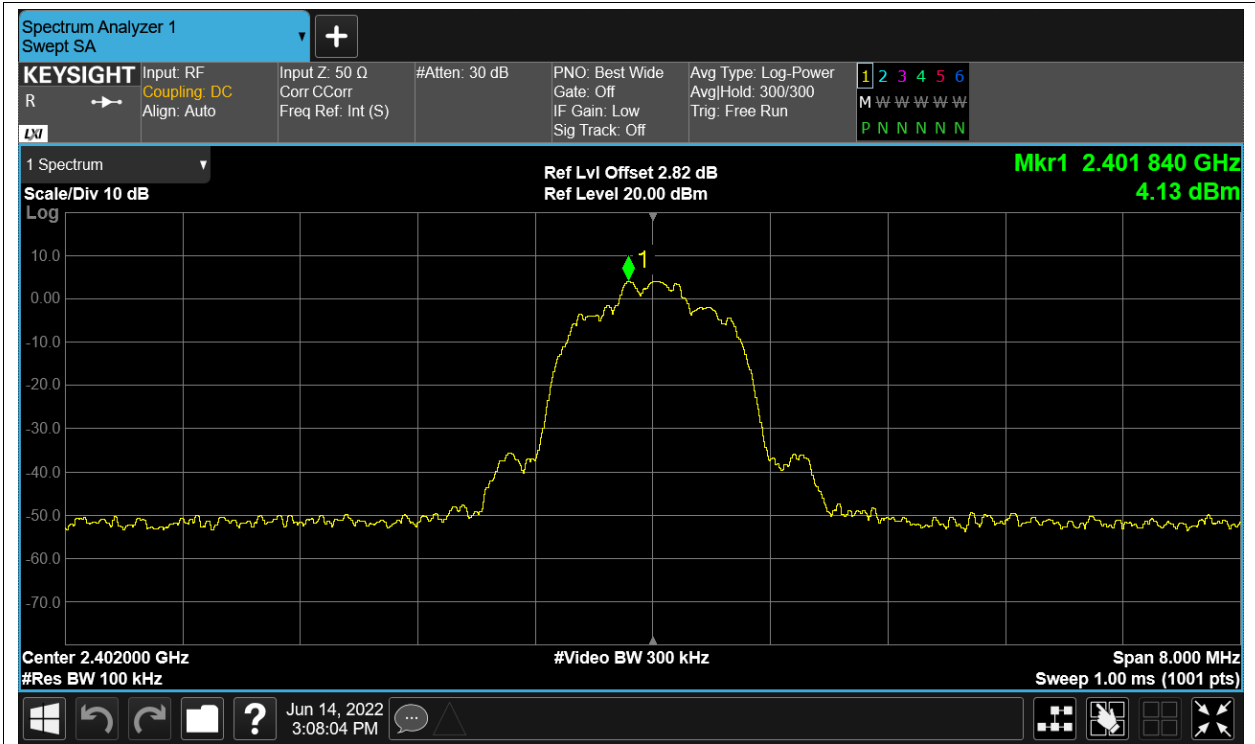 Spectrum Analyzer 1
Swept SA
KEYSIGHT
R
LXI
Input: RF
Coupling: DC
Align: Auto
Input Z: 50 Ω
Corr CCorr
Freq Ref: Int (S)
#Atten: 30 dB
PNO: Best Wide
Gate: Off
IF Gain: Low
Sig Track: Off
Avg Type: Log-Power
Avg|Hold: 300/300
Trig: Free Run
1 2 3 4 5 6
M W W W W W
P N N N N N
1 Spectrum
Scale/Div 10 dB
Log
Ref Lvl Offset 2.82 dB
Ref Level 20.00 dBm
Mkr1 2.401 840 GHz
4.13 dBm
1
10.0
0.00
-10.0
-20.0
-30.0
-40.0
-50.0
-60.0
-70.0
Center 2.402000 GHz
#Res BW 100 kHz
#Video BW 300 kHz
Span 8.000 MHz
Sweep 1.00 ms (1001 pts)
?
Jun 14, 2022
3:08:04 PM